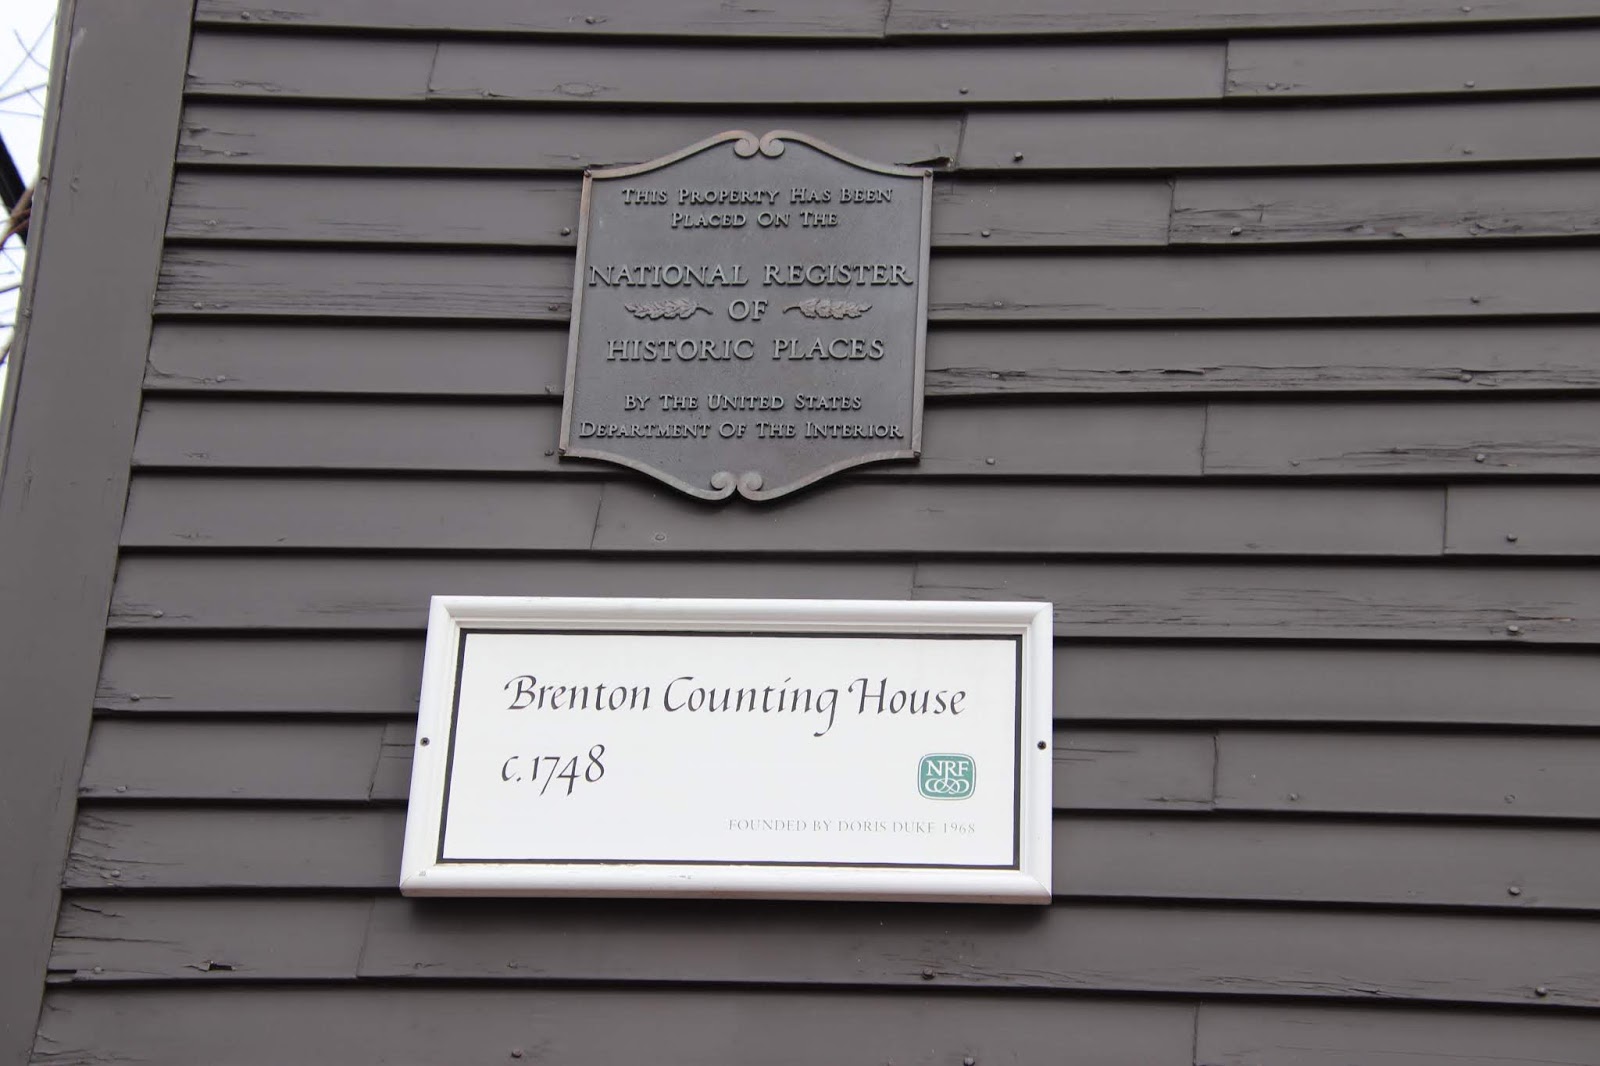 This Property Has Been
Placed On The
NATIONAL REGISTER
OF
HISTORIC PLACES
By The United States
Department Of The Interior
Brenton Counting House
c. 1748
NRF
FOUNDED BY DORIS DUKE 1968